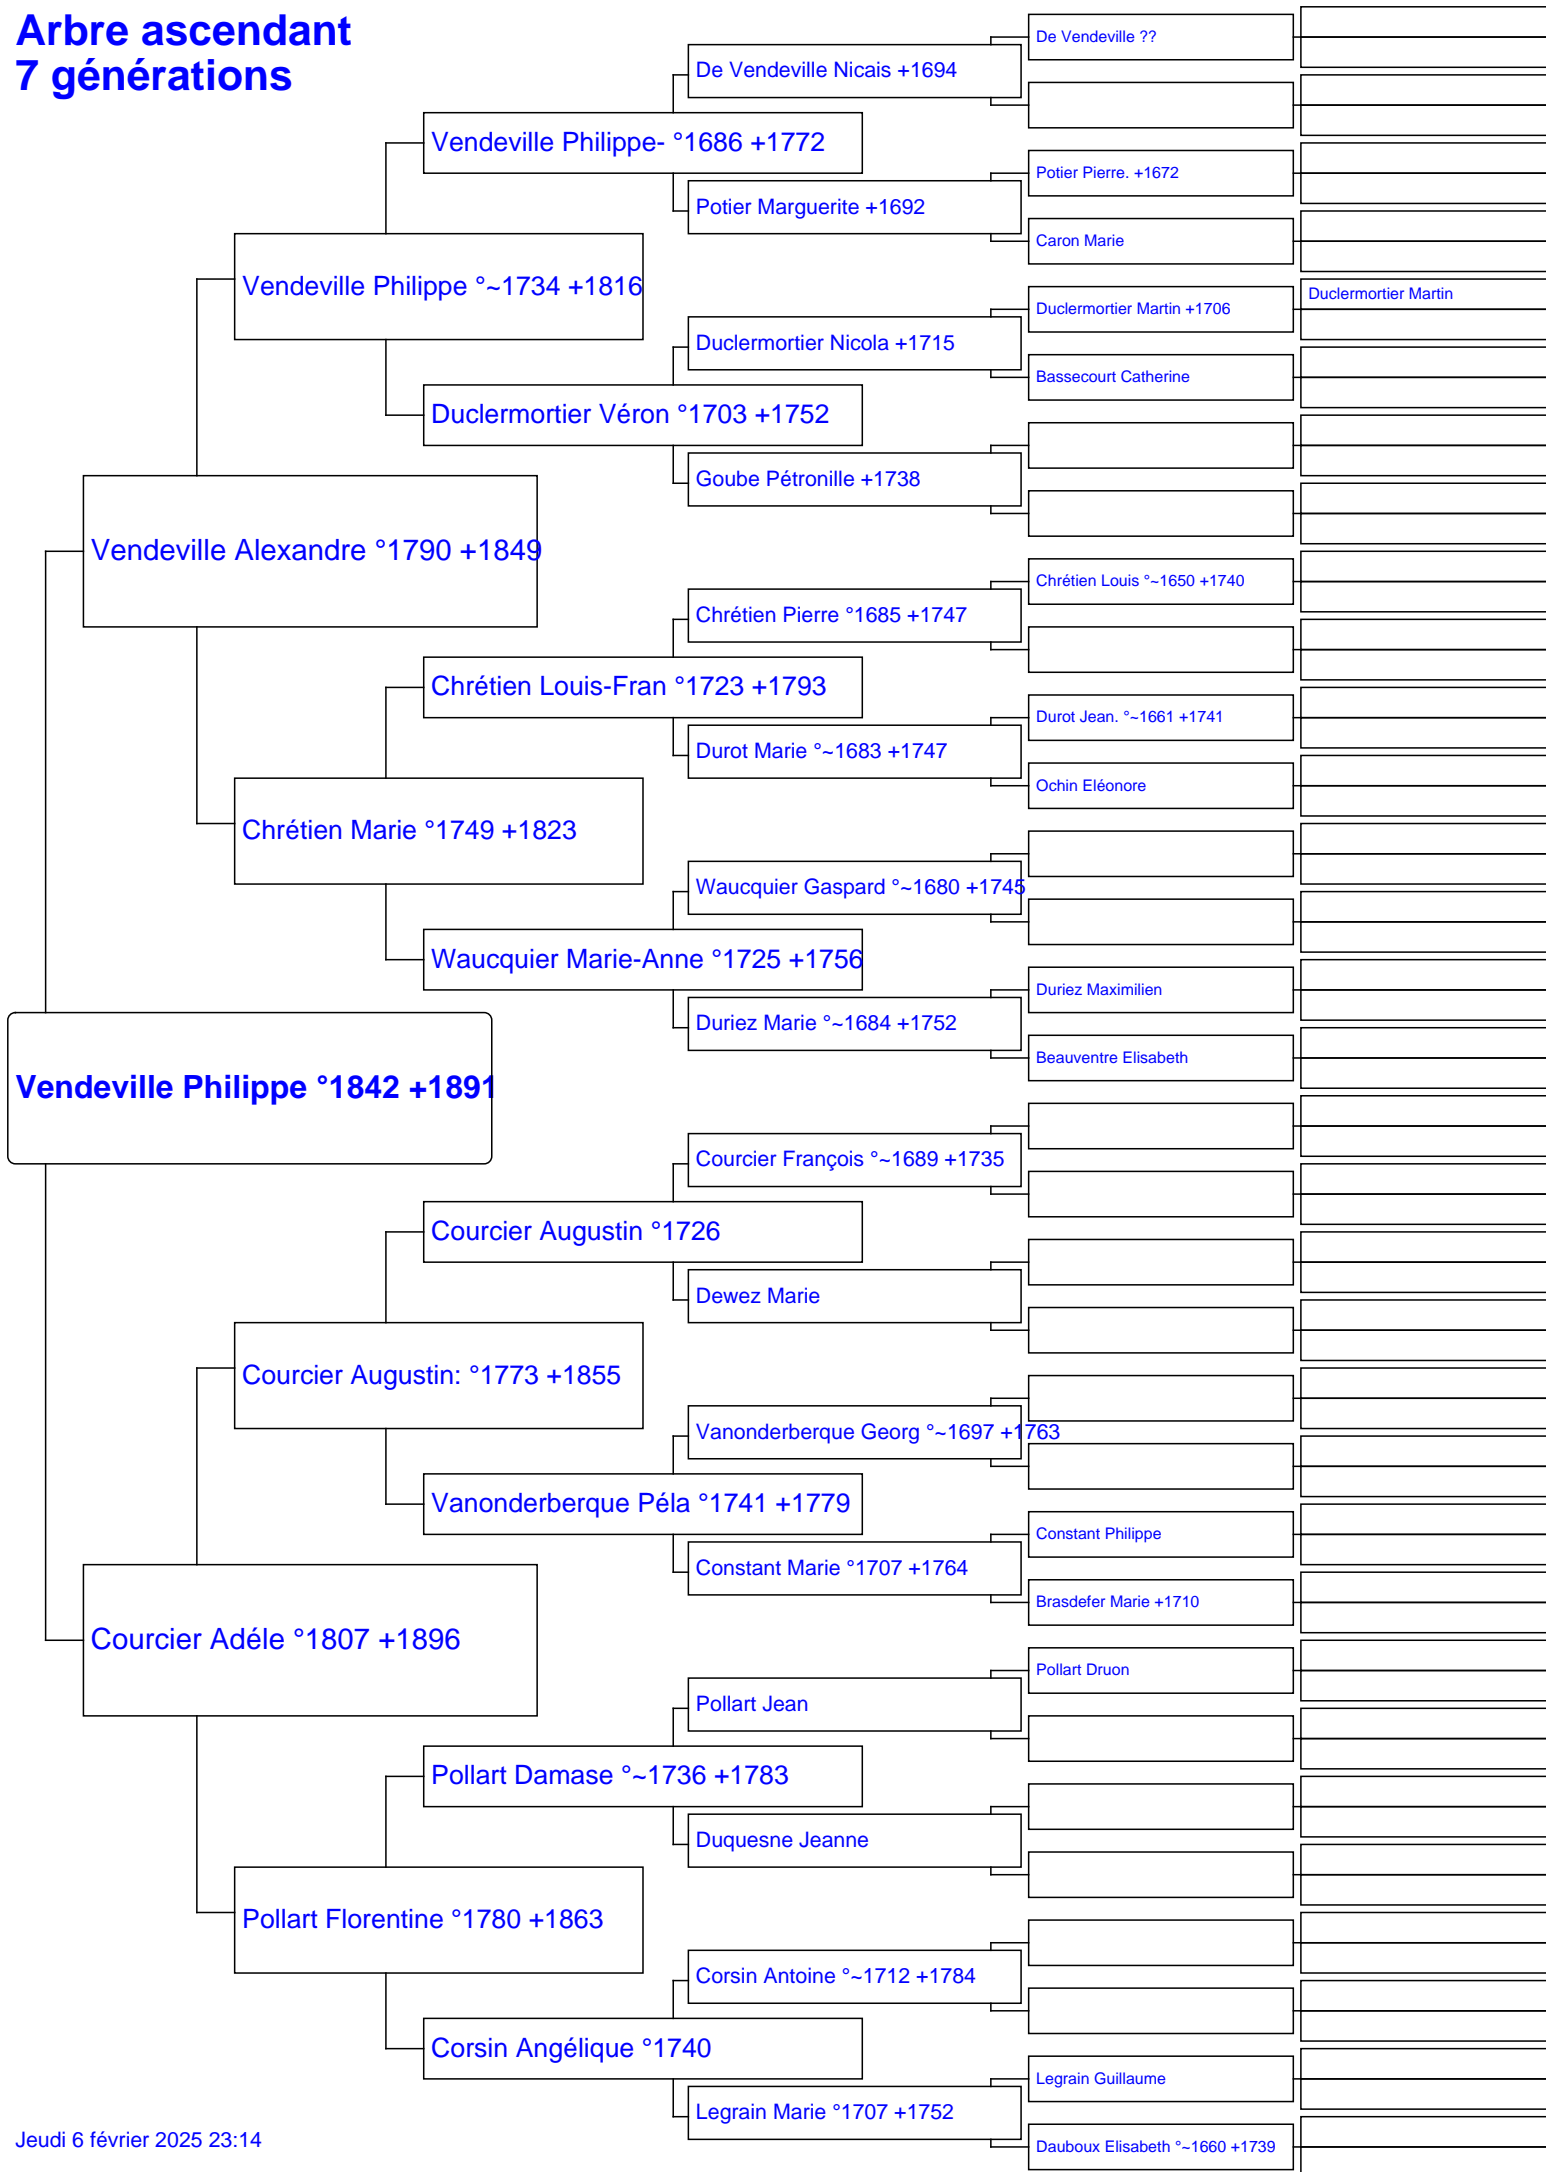 Arbre ascendant
7 générations
De Vendeville ??
De Vendeville Nicais +1694
Vendeville Philippe- °1686 +1772
Potier Pierre. +1672
Potier Marguerite +1692
Caron Marie
Vendeville Philippe °~1734 +1816
Duclermortier Martin
Duclermortier Martin +1706
Duclermortier Nicola +1715
Bassecourt Catherine
Duclermortier Véron °1703 +1752
Goube Pétronille +1738
Vendeville Alexandre °1790 +1849
Chrétien Louis °~1650 +1740
Chrétien Pierre °1685 +1747
Chrétien Louis-Fran °1723 +1793
Durot Jean. °~1661 +1741
Durot Marie °~1683 +1747
Ochin Eléonore
Chrétien Marie °1749 +1823
Waucquier Gaspard °~1680 +1745
Waucquier Marie-Anne °1725 +1756
Duriez Maximilien
Duriez Marie °~1684 +1752
Beauventre Elisabeth
Vendeville Philippe °1842 +1891
Courcier François °~1689 +1735
Courcier Augustin °1726
Dewez Marie
Courcier Augustin: °1773 +1855
Vanonderberque Georg °~1697 +1763
Vanonderberque Péla °1741 +1779
Constant Philippe
Constant Marie °1707 +1764
Brasdefer Marie +1710
Courcier Adéle °1807 +1896
Pollart Druon
Pollart Jean
Pollart Damase °~1736 +1783
Duquesne Jeanne
Pollart Florentine °1780 +1863
Corsin Antoine °~1712 +1784
Corsin Angélique °1740
Legrain Guillaume
Legrain Marie °1707 +1752
Dauboux Elisabeth °~1660 +1739
Jeudi 6 février 2025 23:14